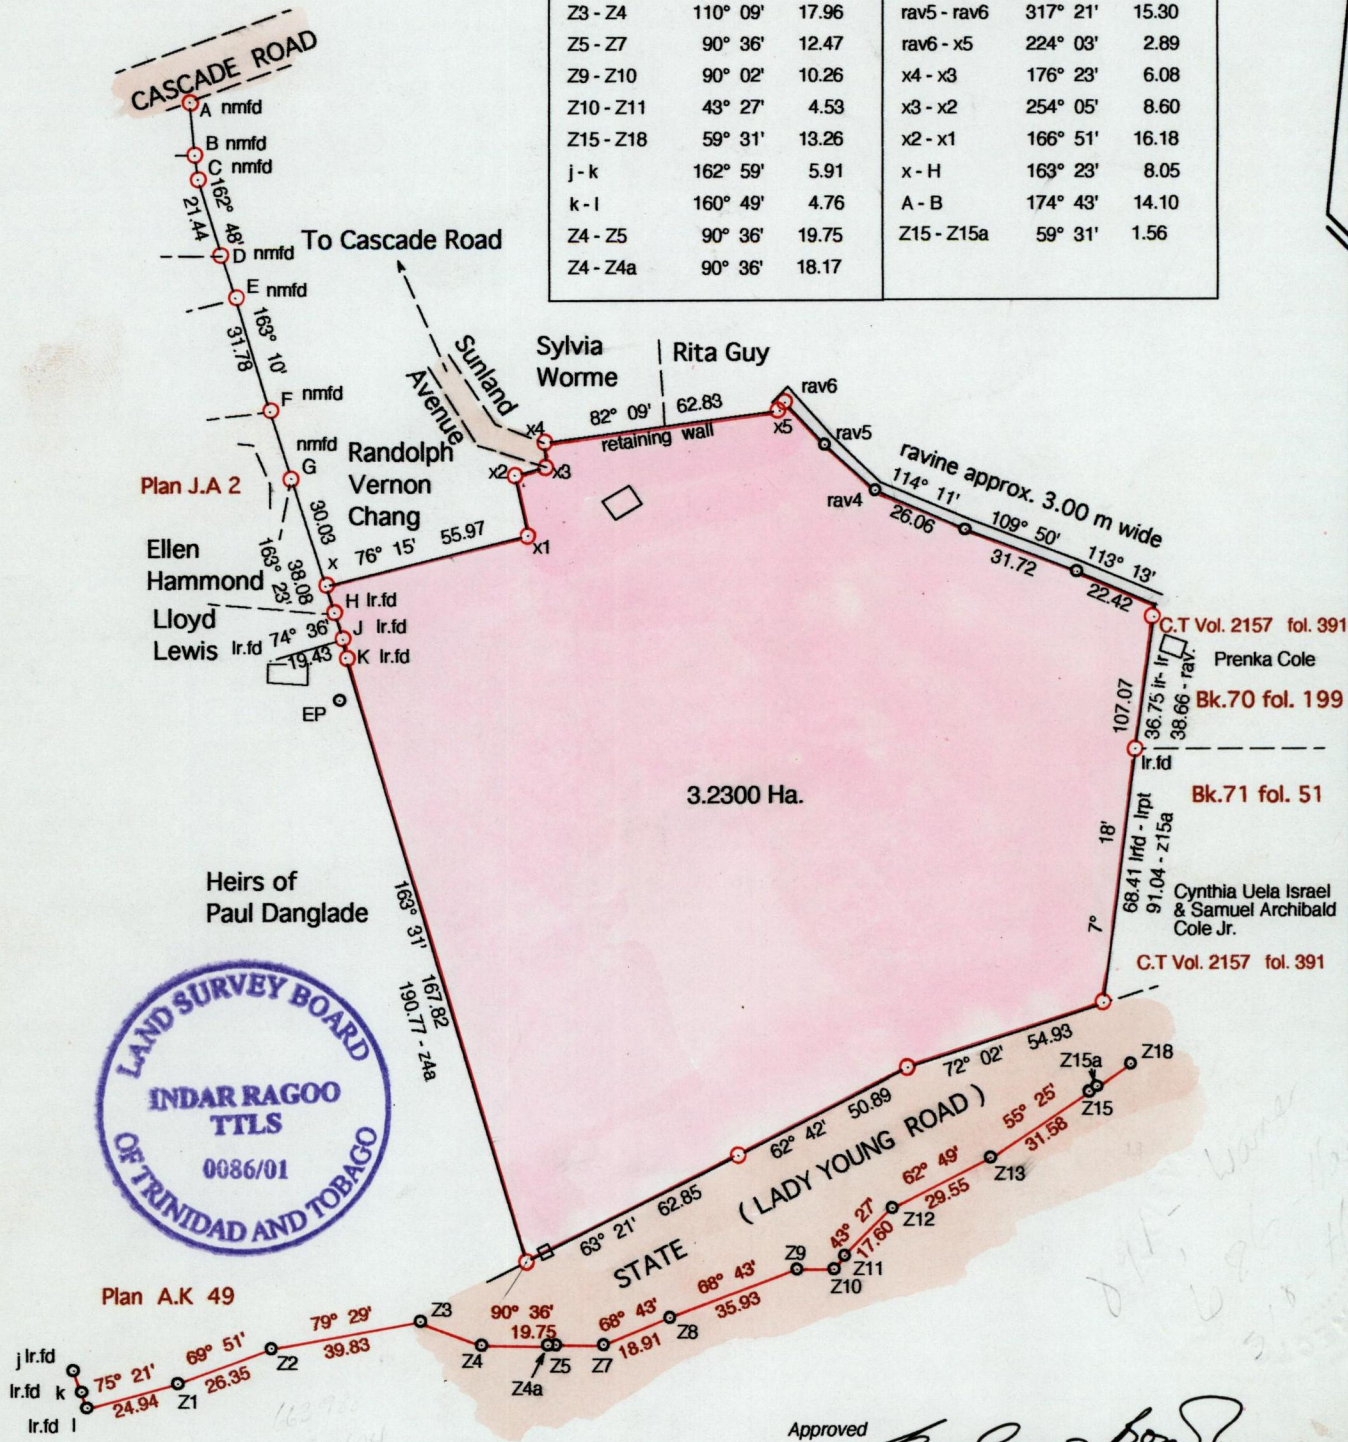 Z3 - Z4 110° 09' 17.96 rav5 - rav6 317° 21' 15.30
Z5 - Z7 90° 36' 12.47 rav6 - x5 224° 03' 2.89
Z9 - Z10 90° 02' 10.26 x4 - x3 176° 23' 6.08
Z10 - Z11 43° 27' 4.53 x3 - x2 254° 05' 8.60
Z15 - Z18 59° 31' 13.26 x2 - x1 166° 51' 16.18
j - k 162° 59' 5.91 x - H 163° 23' 8.05
k - l 160° 49' 4.76 A - B 174° 43' 14.10
Z4 - Z5 90° 36' 19.75 Z15 - Z15a 59° 31' 1.56
Z4 - Z4a 90° 36' 18.17
CASCADE ROAD
A nmfd
B nmfd
C nmfd
162° 48'
21.44
D nmfd
E nmfd
163° 10'
31.78
F nmfd
nmfd
G
30.03
x
163° 23'
38.08
To Cascade Road
Sunland
Avenue
Sylvia
Worme
Rita Guy
82° 09' 62.83
retaining wall
x4
x3
x2
x1
x5
rav6
rav5
rav4
ravine approx. 3.00 m wide
114° 11'
26.06
109° 50'
31.72
113° 13'
22.42
Randolph
Vernon
Chang
76° 15' 55.97
Plan J.A 2
Ellen
Hammond
Lloyd
Lewis
H Ir.fd
J Ir.fd
K Ir.fd
Ir.fd 74° 36'
19.43
EP
C.T Vol. 2157 fol. 391
Prenka Cole
Bk.70 fol. 199
107.07
36.75 ir- Ir
38.66 - rav.
Ir.fd
Bk.71 fol. 51
18'
7°
68.41 Irfd - Irpt
91.04 - z15a
Cynthia Uela Israel
& Samuel Archibald
Cole Jr.
C.T Vol. 2157 fol. 391
3.2300 Ha.
Heirs of
Paul Danglade
163° 31' 167.82
190.77 - z4a
LAND SURVEY BOARD
INDAR RAGOO
TTLS
0086/01
OF TRINIDAD AND TOBAGO
72° 02' 54.93
62° 42' 50.89
63° 21' 62.85
STATE ( LADY YOUNG ROAD )
Z18
Z15a
Z15
55° 25'
31.58
Z13
62° 49'
29.55
Z12
43° 27'
17.60
Z11
Z10
Z9
68° 43'
35.93
Z8
68° 43'
18.91
Z7
Z5
Z4a
90° 36'
19.75
Z4
Z3
79° 29'
39.83
Z2
69° 51'
26.35
Z1
75° 21'
24.94
Plan A.K 49
j Ir.fd
Ir.fd k
Ir.fd l
Approved